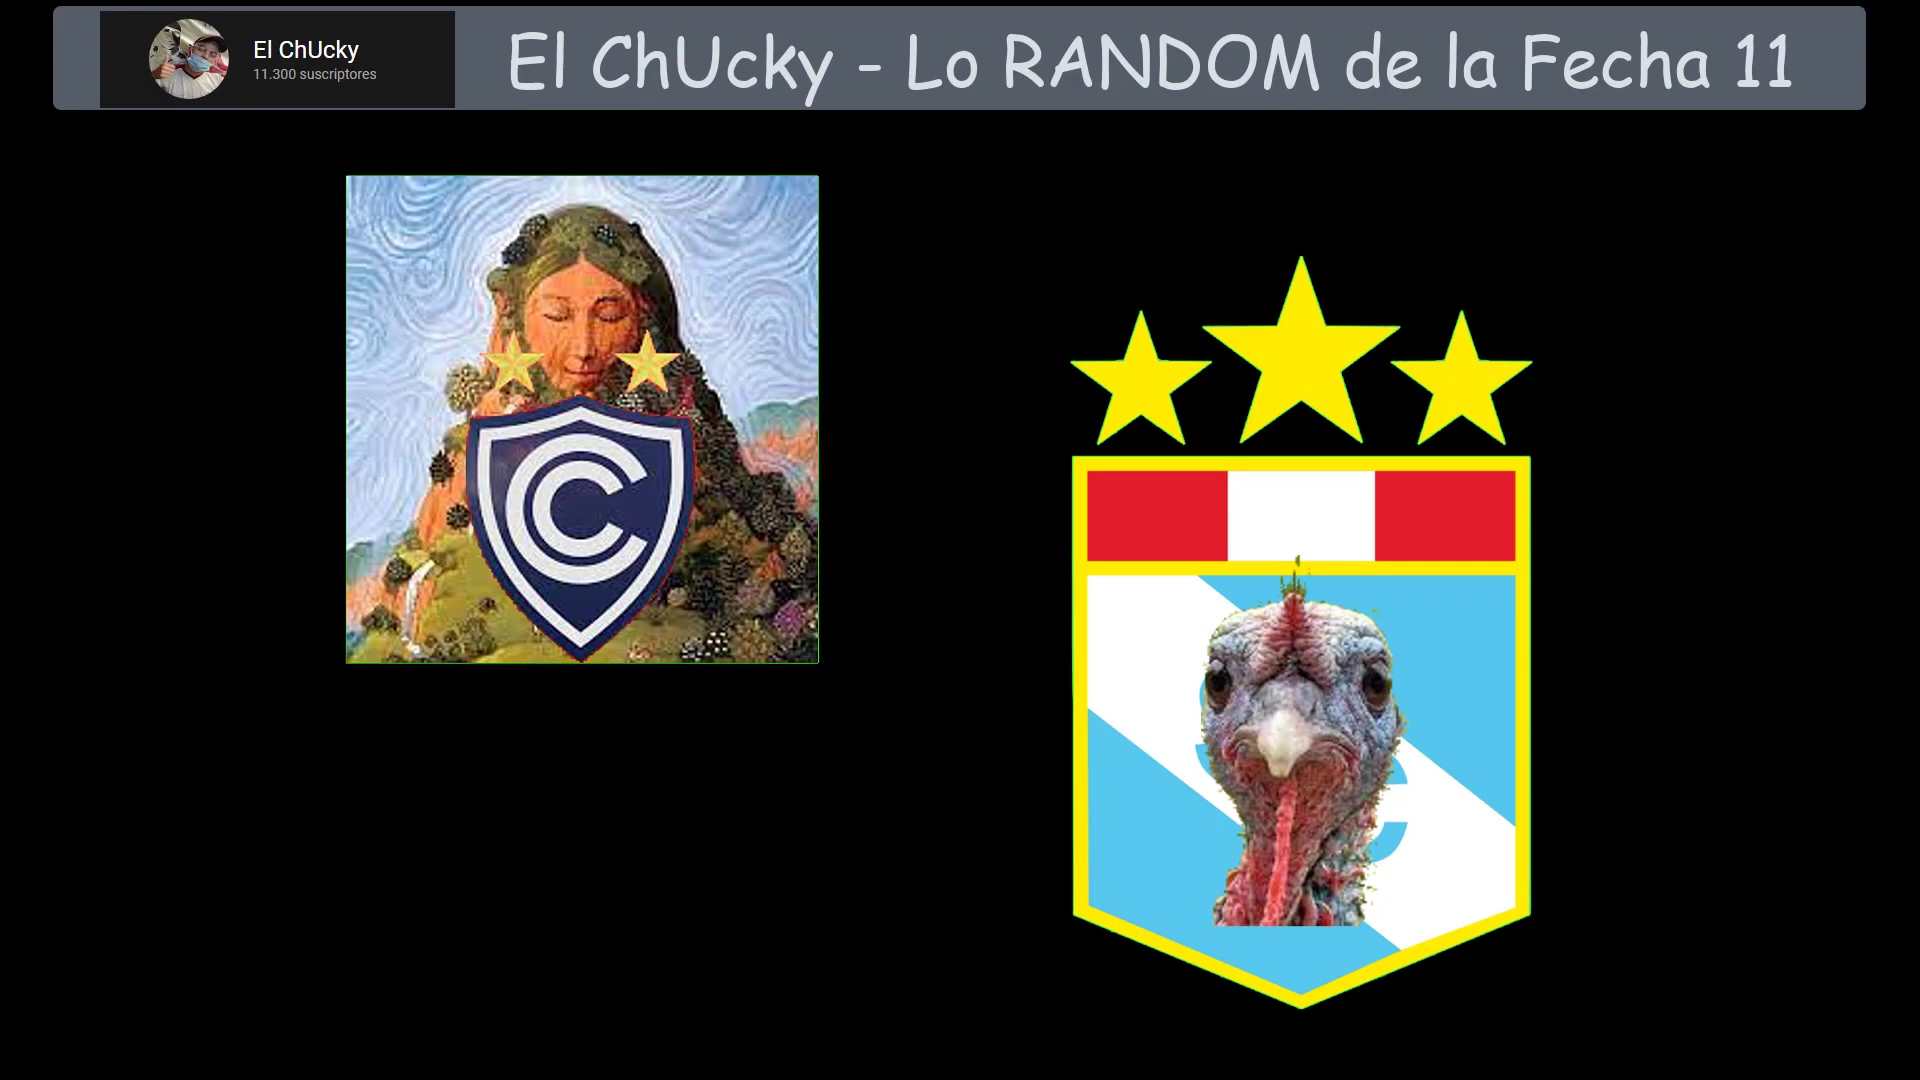 El ChUcky
11.300 suscriptores
El ChUcky - Lo RANDOM de la Fecha 11